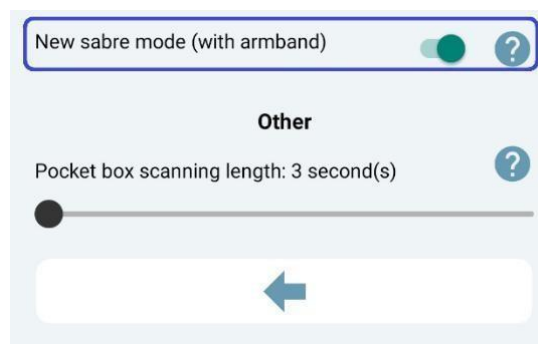 New sabre mode (with armband)
?
Other
Pocket box scanning length: 3 second(s)
?